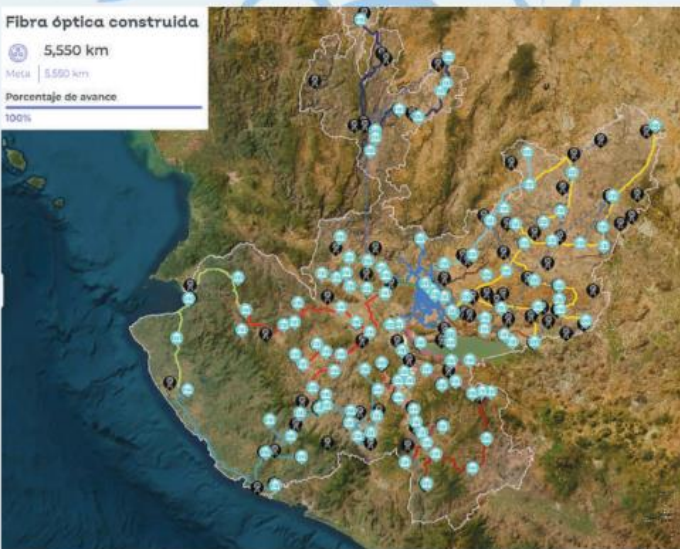 Fibra óptica construida
5,550 km
Meta 5.550 km
Porcentaje de avance
100%